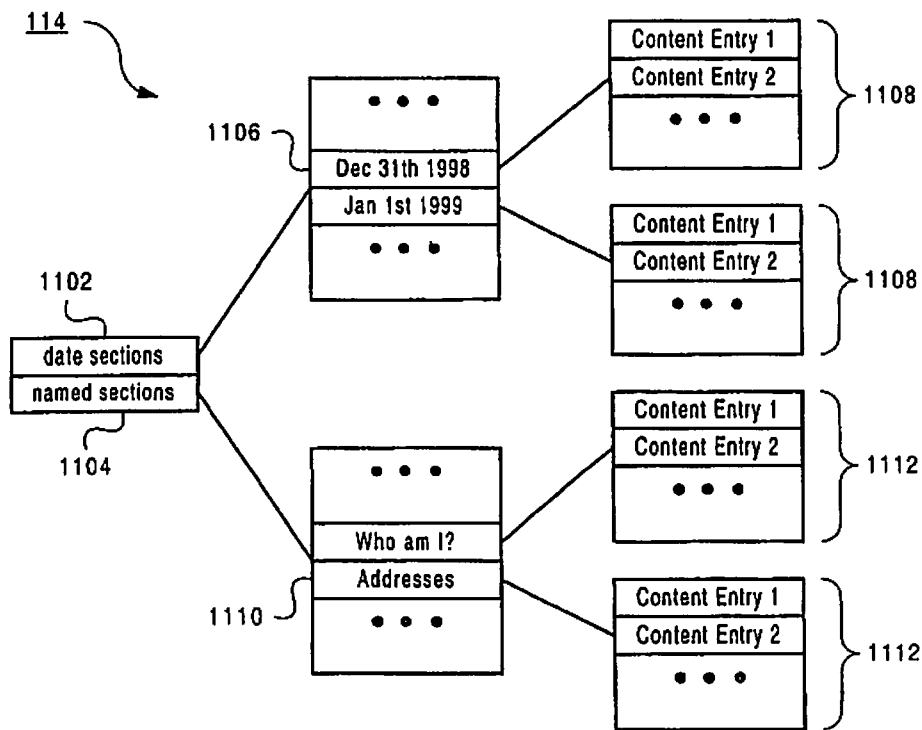 114
1102
date sections
named sections
1104
• • •
1106
Dec 31th 1998
Jan 1st 1999
• • •
Content Entry 1
Content Entry 2
• • •
1108
Content Entry 1
Content Entry 2
• • •
1108
• • •
Who am I?
Addresses
1110
• • •
Content Entry 1
Content Entry 2
• • •
1112
Content Entry 1
Content Entry 2
• • •
1112